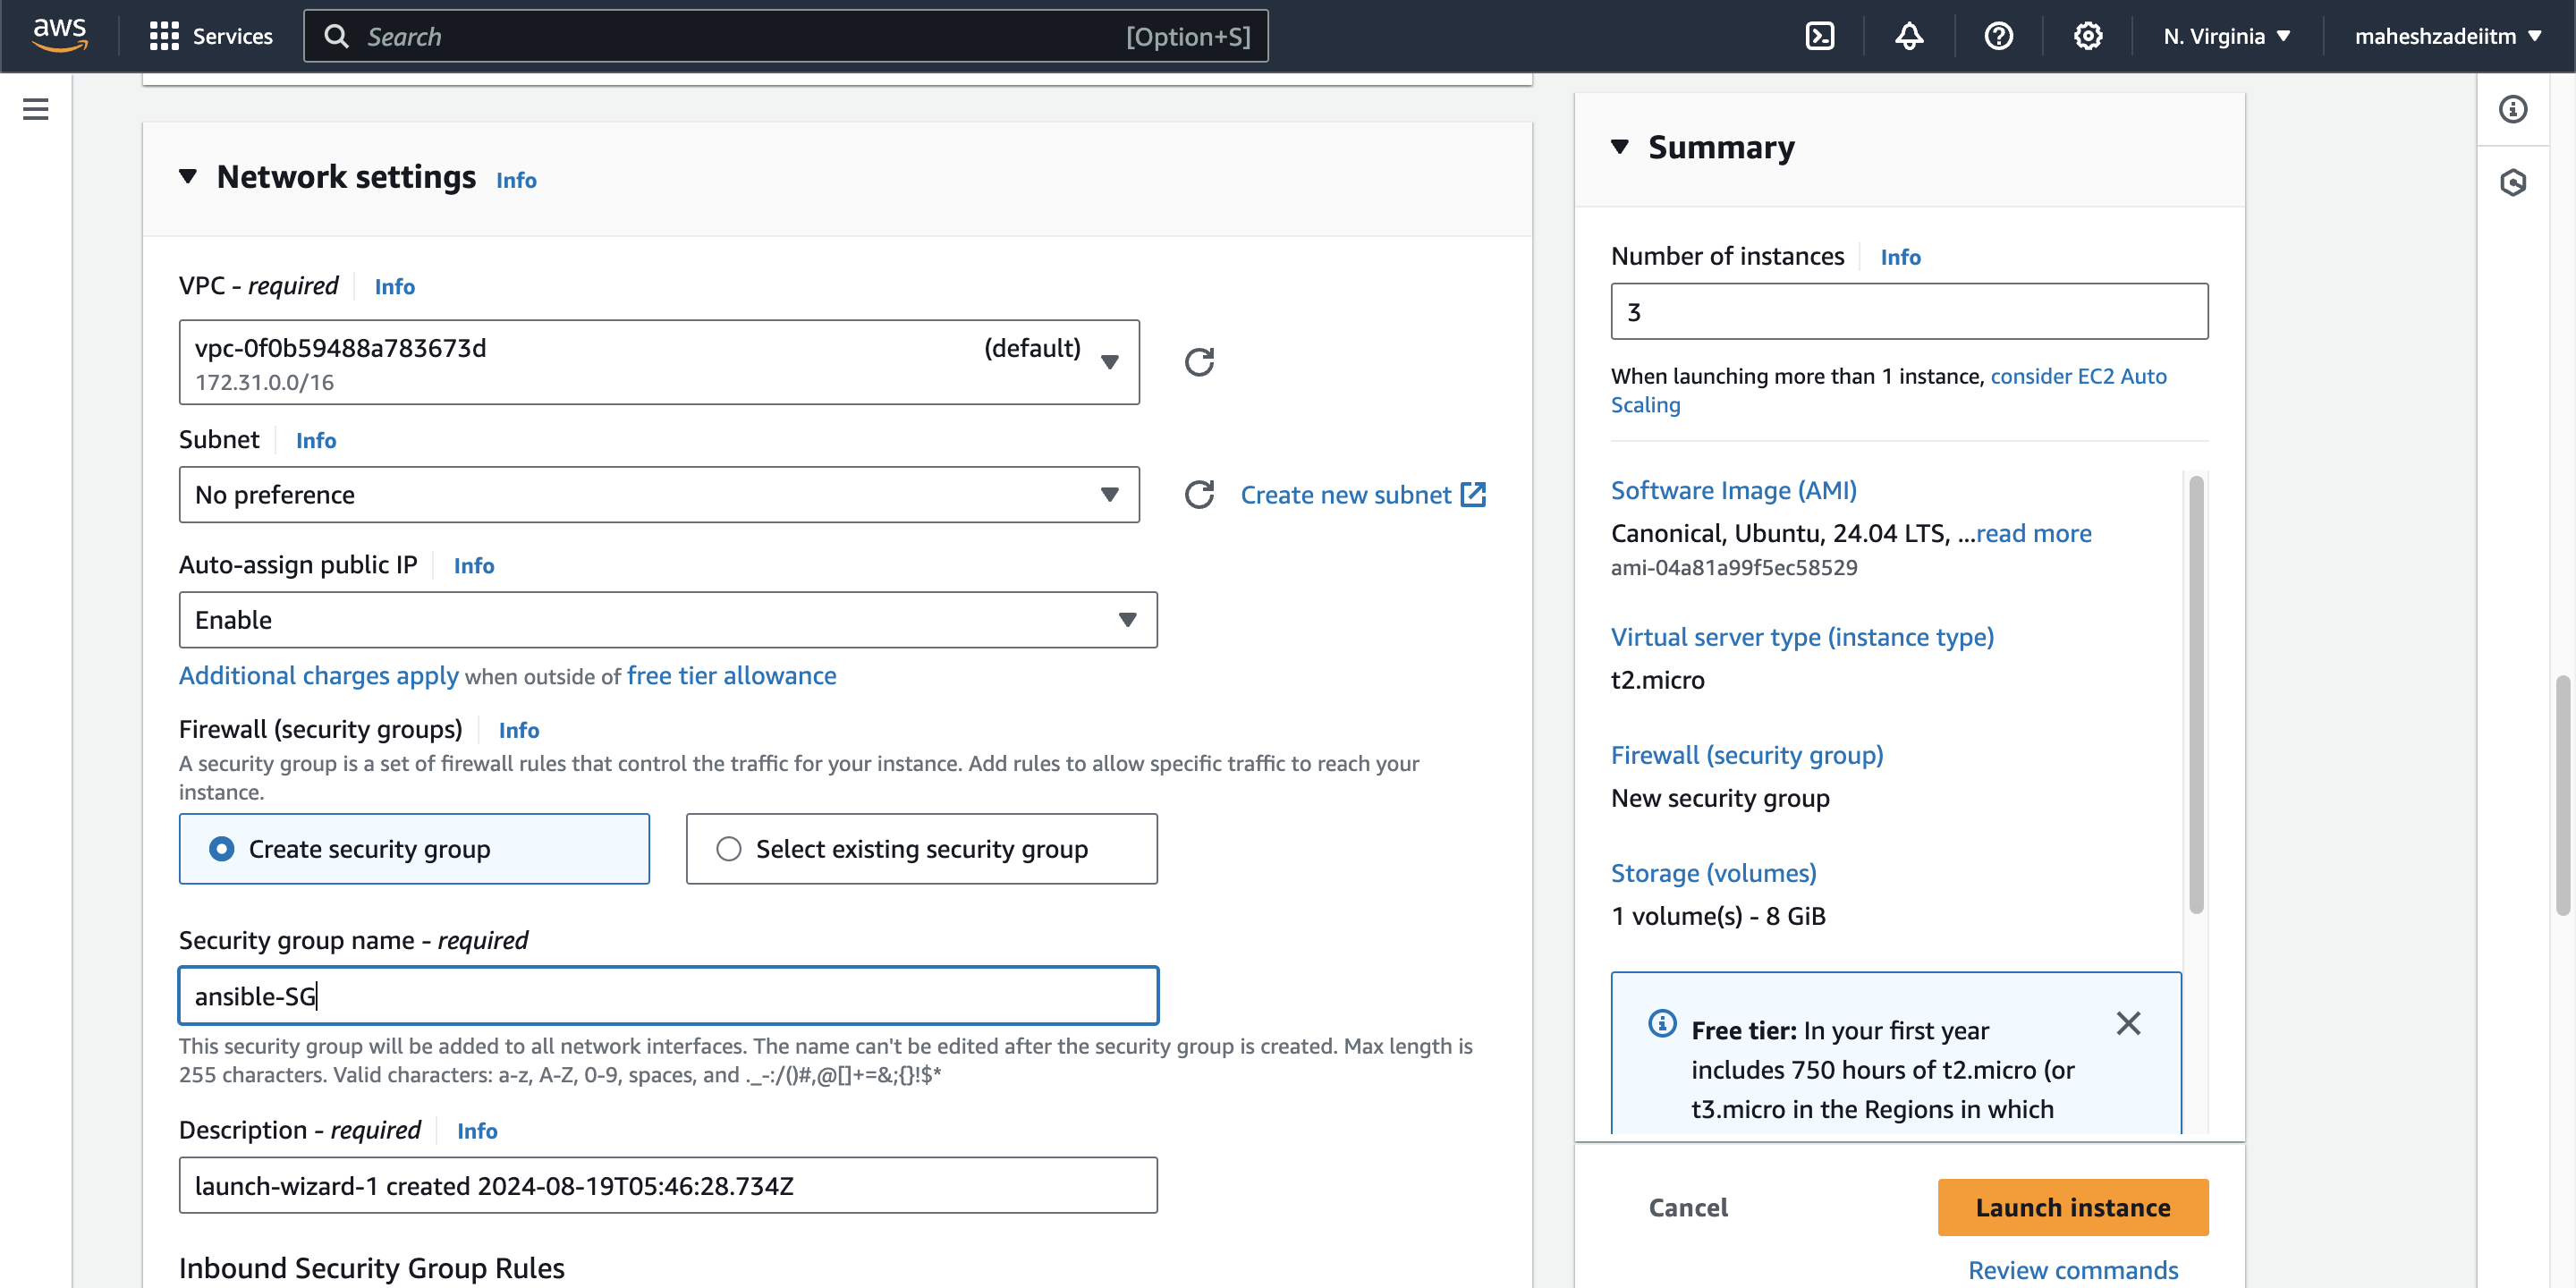 aws
Services
Search
[Option+S]
N. Virginia
maheshzadeiitm
Network settings Info
VPC - required Info
vpc-0f0b59488a783673d (default)
172.31.0.0/16
Subnet Info
No preference
Create new subnet
Auto-assign public IP Info
Enable
Additional charges apply when outside of free tier allowance
Firewall (security groups) Info
A security group is a set of firewall rules that control the traffic for your instance. Add rules to allow specific traffic to reach your
instance.
Create security group
Select existing security group
Security group name - required
ansible-SG
This security group will be added to all network interfaces. The name can't be edited after the security group is created. Max length is
255 characters. Valid characters: a-z, A-Z, 0-9, spaces, and ._-:/()#,@[]+=&;{}!$*
Description - required Info
launch-wizard-1 created 2024-08-19T05:46:28.734Z
Inbound Security Group Rules
Summary
Number of instances Info
3
When launching more than 1 instance, consider EC2 Auto
Scaling
Software Image (AMI)
Canonical, Ubuntu, 24.04 LTS, ...read more
ami-04a81a99f5ec58529
Virtual server type (instance type)
t2.micro
Firewall (security group)
New security group
Storage (volumes)
1 volume(s) - 8 GiB
Free tier: In your first year
includes 750 hours of t2.micro (or
t3.micro in the Regions in which
Cancel
Launch instance
Review commands